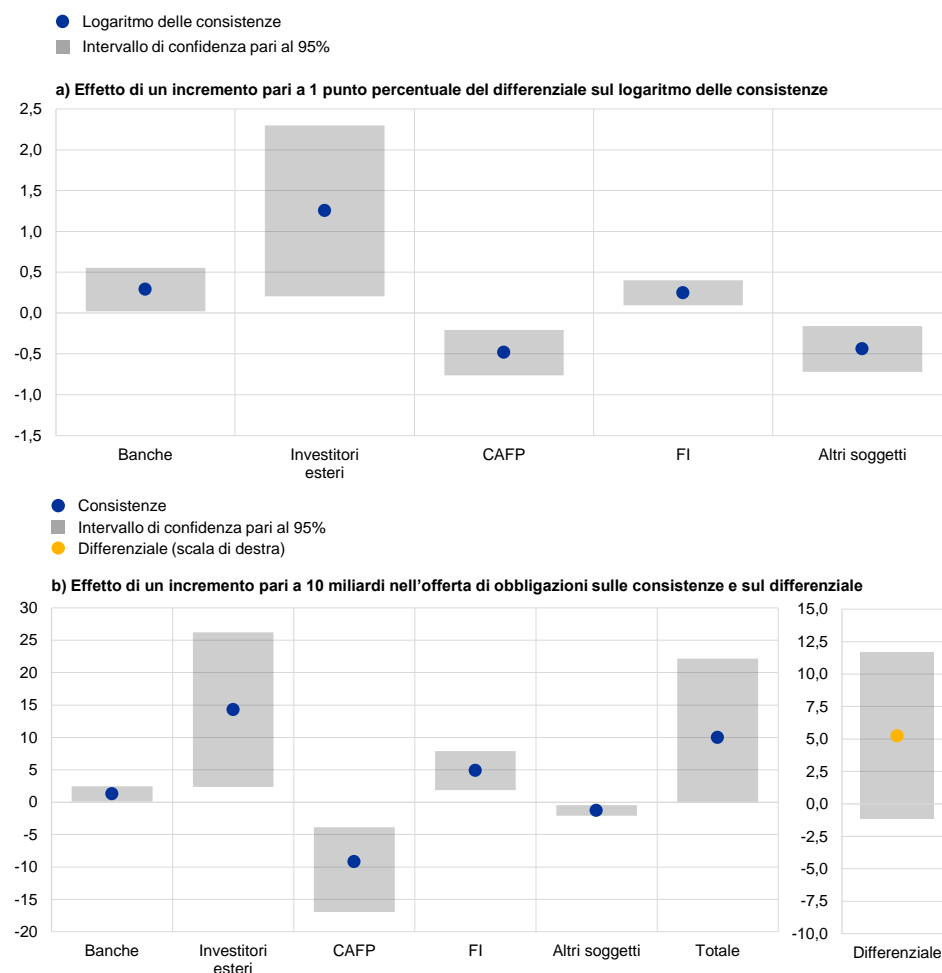 Logaritmo delle consistenze
Intervallo di confidenza pari al 95%
a) Effetto di un incremento pari a 1 punto percentuale del differenziale sul logaritmo delle consistenze
2,5
2,0
1,5
1,0
0,5
0,0
-0,5
-1,0
-1,5
Banche
Investitori
esteri
CAFP
FI
Altri soggetti
Consistenze
Intervallo di confidenza pari al 95%
Differenziale (scala di destra)
b) Effetto di un incremento pari a 10 miliardi nell’offerta di obbligazioni sulle consistenze e sul differenziale
30
25
20
15
10
5
0
-5
-10
-15
-20
Banche
Investitori
esteri
CAFP
FI
Altri soggetti
Totale
15,0
12,5
10,0
7,5
5,0
2,5
0,0
-2,5
-5,0
-7,5
-10,0
Differenziale